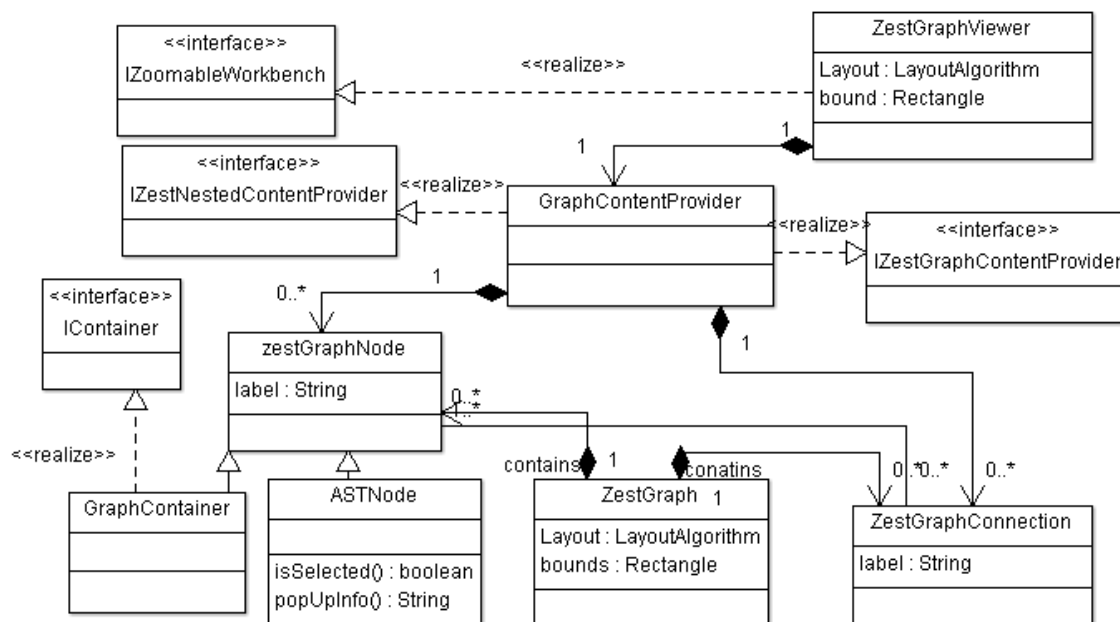 ZestGraphViewer
Layout : LayoutAlgorithm
bound : Rectangle
<<interface>>
IZoomableWorkbench
<<realize>>
1
1
<<interface>>
IZestNestedContentProvider
<<realize>>
GraphContentProvider
<<realize>>
<<interface>>
IZestGraphContentProvider
1
0..*
1
<<interface>>
IContainer
zestGraphNode
label : String
0..*
<<realize>>
contains
1
conatins
1
0..*
0..*
0..*
GraphContainer
ASTNode
isSelected() : boolean
popUpInfo() : String
ZestGraph
Layout : LayoutAlgorithm
bounds : Rectangle
ZestGraphConnection
label : String